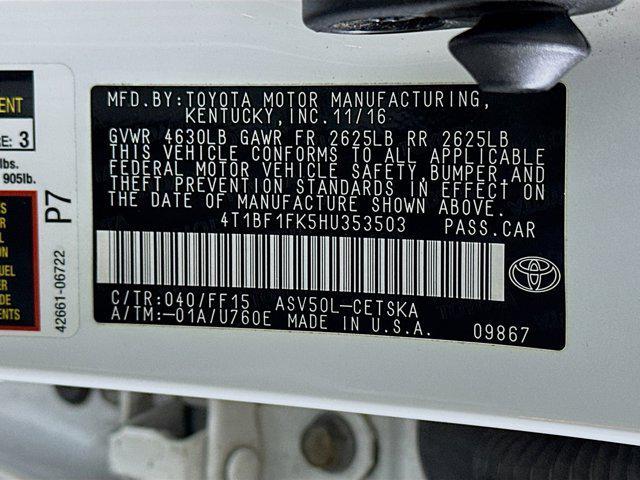 MFD. BY: TOYOTA MOTOR MANUFACTURING,
KENTUCKY, INC. 11/16
GVWR 4630LB GAWR FR 2625LB RR 2625LB
THIS VEHICLE CONFORMS TO ALL APPLICABLE
FEDERAL MOTOR VEHICLE SAFETY, BUMPER, AND
THEFT PREVENTION STANDARDS IN EFFECT ON
THE DATE OF MANUFACTURE SHOWN ABOVE.
4T1BF1FK5HU353503 PASS. CAR
C/TR: 040/FF15 ASV50L-CETSKA
A/TM: -01A/U760E MADE IN U.S.A.
09867
3
lbs.
905lb.
P7
42661-06722